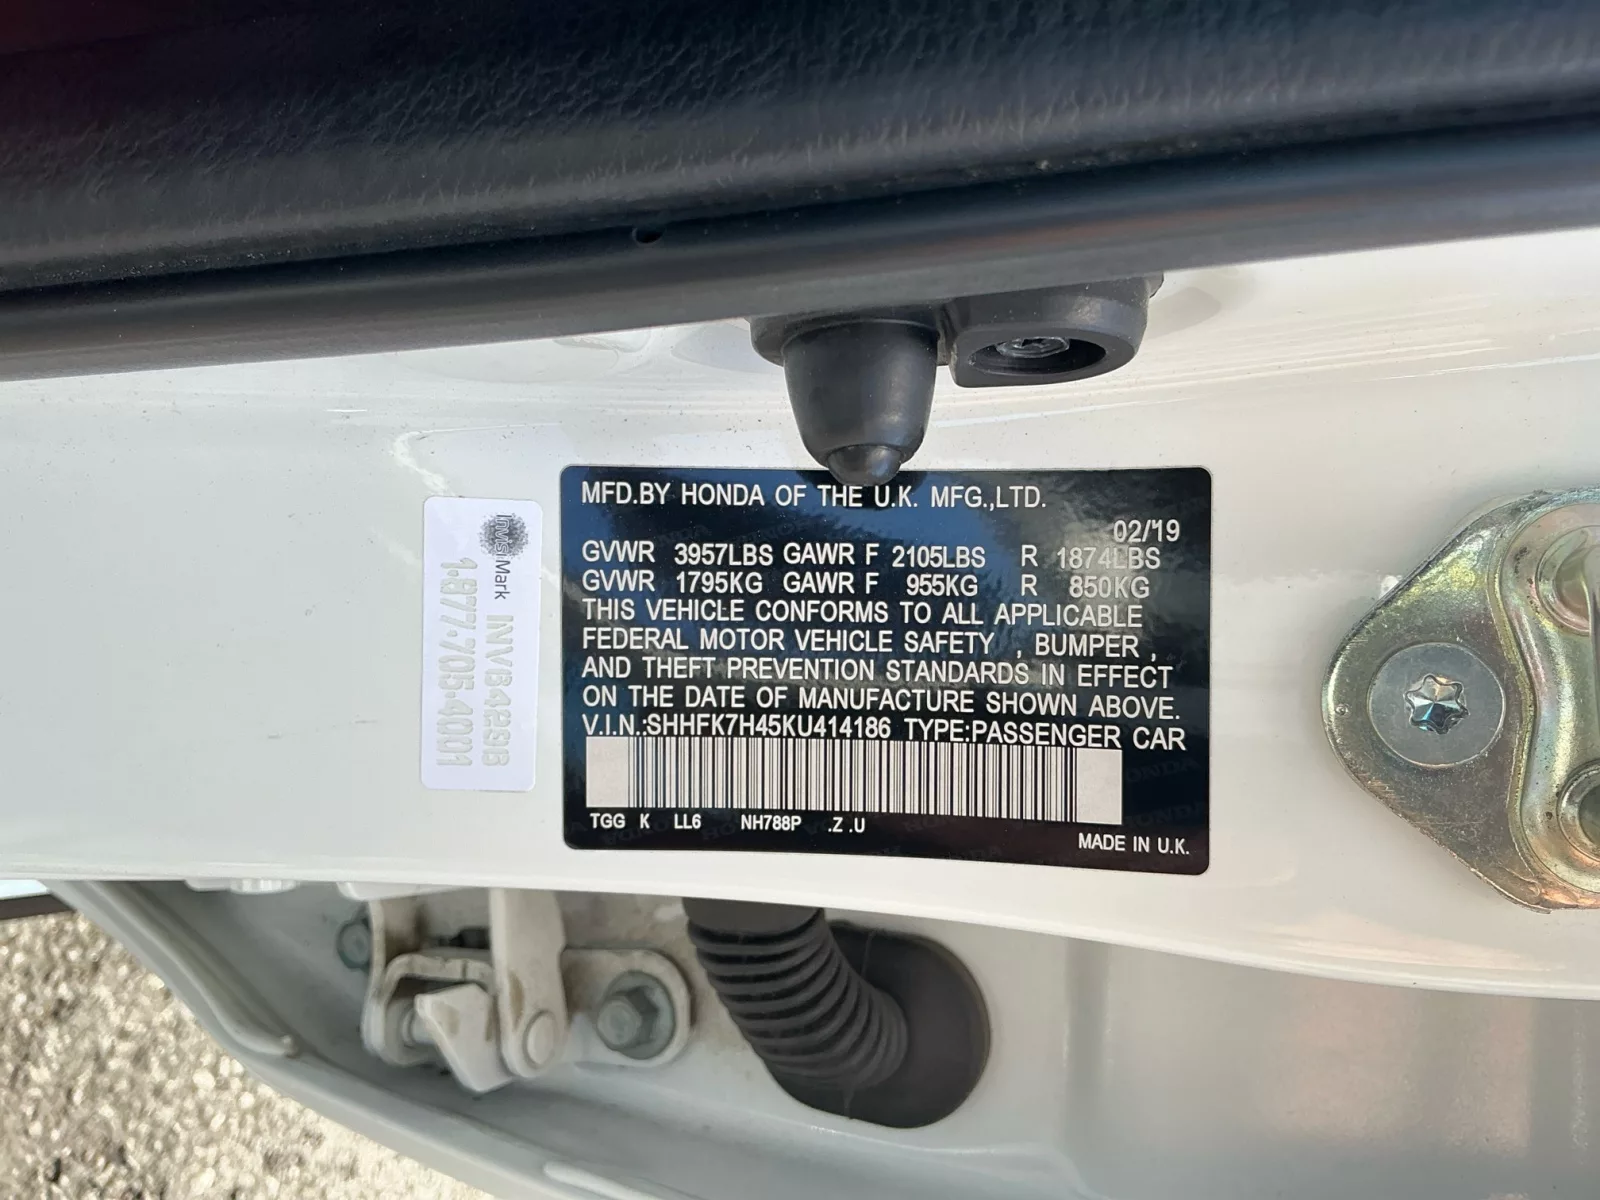 MFD.BY HONDA OF THE U.K. MFG.,LTD.
02/19
GVWR 3957LBS GAWR F 2105LBS R 1874LBS
GVWR 1795KG GAWR F 955KG R 850KG
THIS VEHICLE CONFORMS TO ALL APPLICABLE
FEDERAL MOTOR VEHICLE SAFETY , BUMPER ,
AND THEFT PREVENTION STANDARDS IN EFFECT
ON THE DATE OF MANUFACTURE SHOWN ABOVE.
V.I.N.:SHHFK7H45KU414186 TYPE:PASSENGER CAR
TGG K LL6 NH788P .Z .U
MADE IN U.K.
InvisiMark
INVB4299B
1-877-705-4001